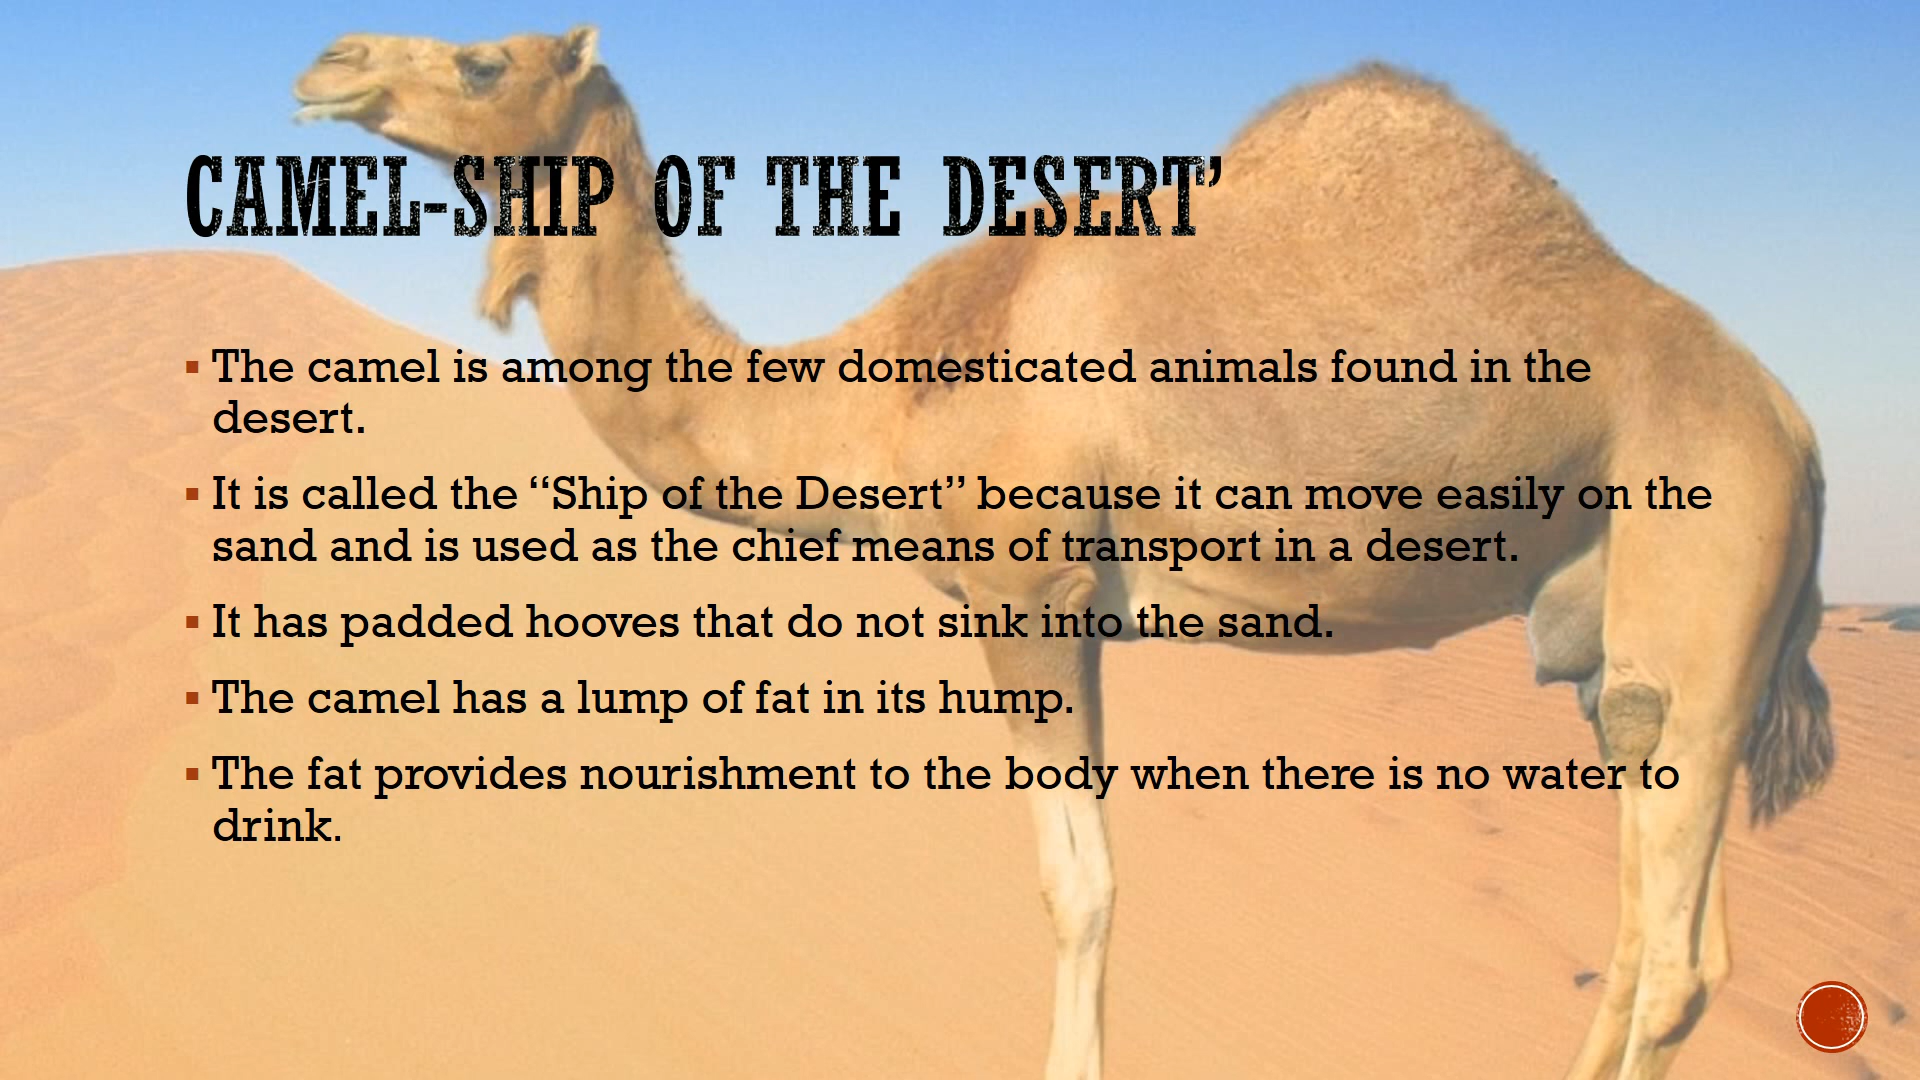 CAMEL-SHIP OF THE DESERT’
▪ The camel is among the few domesticated animals found in the
desert.
▪ It is called the “Ship of the Desert” because it can move easily on the
sand and is used as the chief means of transport in a desert.
▪ It has padded hooves that do not sink into the sand.
▪ The camel has a lump of fat in its hump.
▪ The fat provides nourishment to the body when there is no water to
drink.